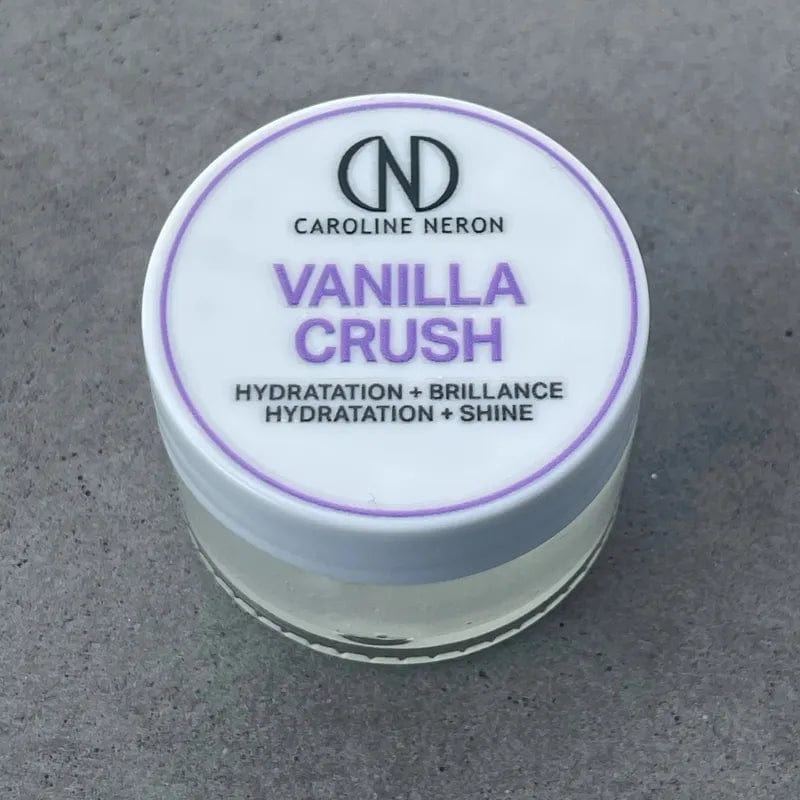 CN
CAROLINE NERON
VANILLA
CRUSH
HYDRATATION + BRILLANCE
HYDRATATION + SHINE